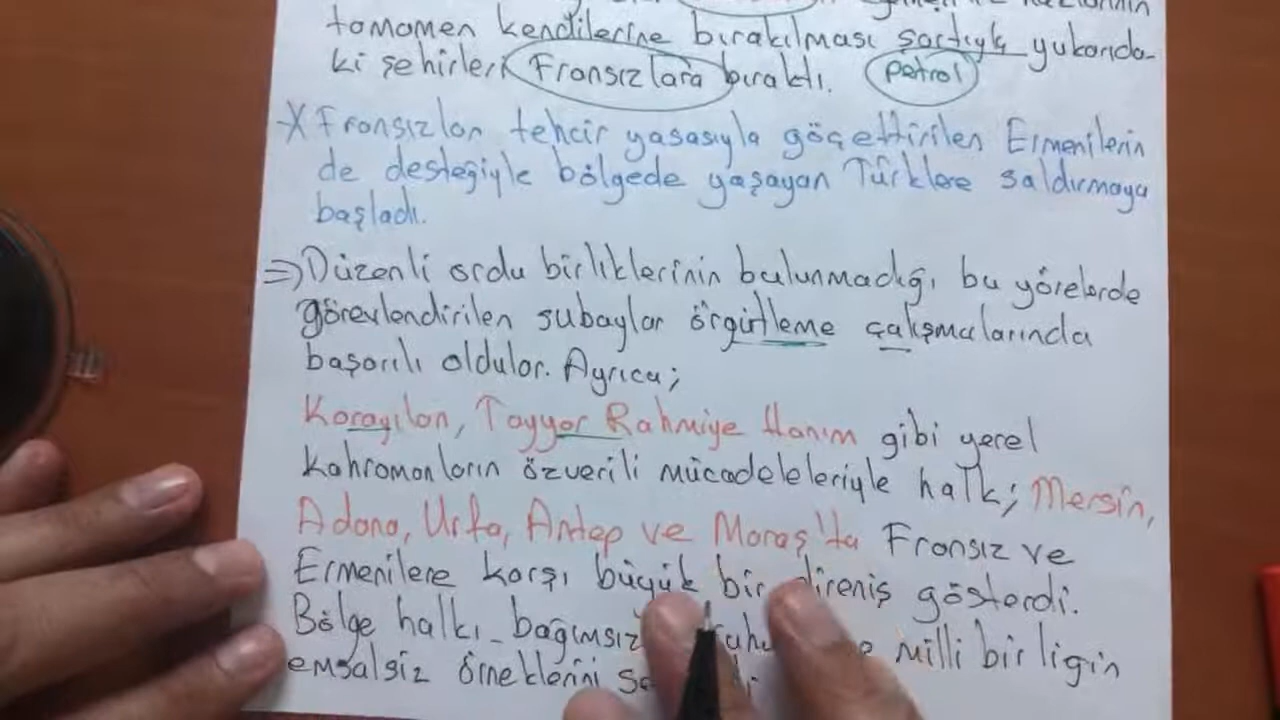 tamamen kendilerine bırakılması şartıyla yukarıda-
ki şehirleri Fransızlara bıraktı. petrol
* Fransızlar tehcir yasasıyla göç ettirilen Ermenilerin
de desteğiyle bölgede yaşayan Türklere saldırmaya
başladı.
⇒ Düzenli ordu birliklerinin bulunmadığı bu yörelerde
görevlendirilen subaylar örgütleme çalışmalarında
başarılı oldular. Ayrıca;
Karayılan, Tayyar Rahmiye Hanım gibi yerel
kahramanların özverili mücadeleleriyle halk; Mersin,
Adana, Urfa, Antep ve Maraş'ta Fransız ve
Ermenilere karşı büyük bir direniş gösterdi.
Bölge halkı milli birliğin
emsalsiz örneklerini